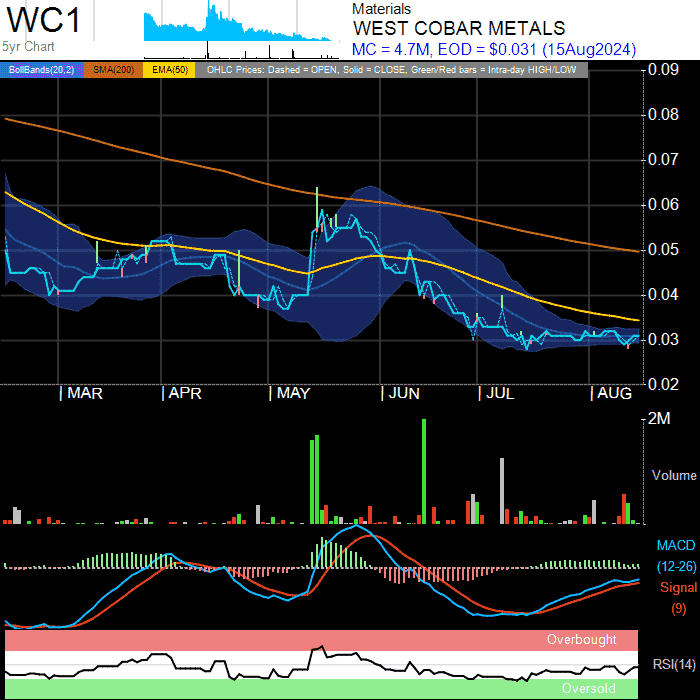 WC1
5yr Chart
Materials
WEST COBAR METALS
MC = 4.7M, EOD = $0.031 (15Aug2024)
BollBands(20,2) SMA(200) EMA(50) OHLC Prices: Dashed = OPEN, Solid = CLOSE, Green/Red bars = Intra-day HIGH/LOW
0.09
0.08
0.07
0.06
0.05
0.04
0.03
0.02
MAR APR MAY JUN JUL AUG
2M
Volume
MACD
(12-26)
Signal
(9)
Overbought
RSI(14)
Oversold